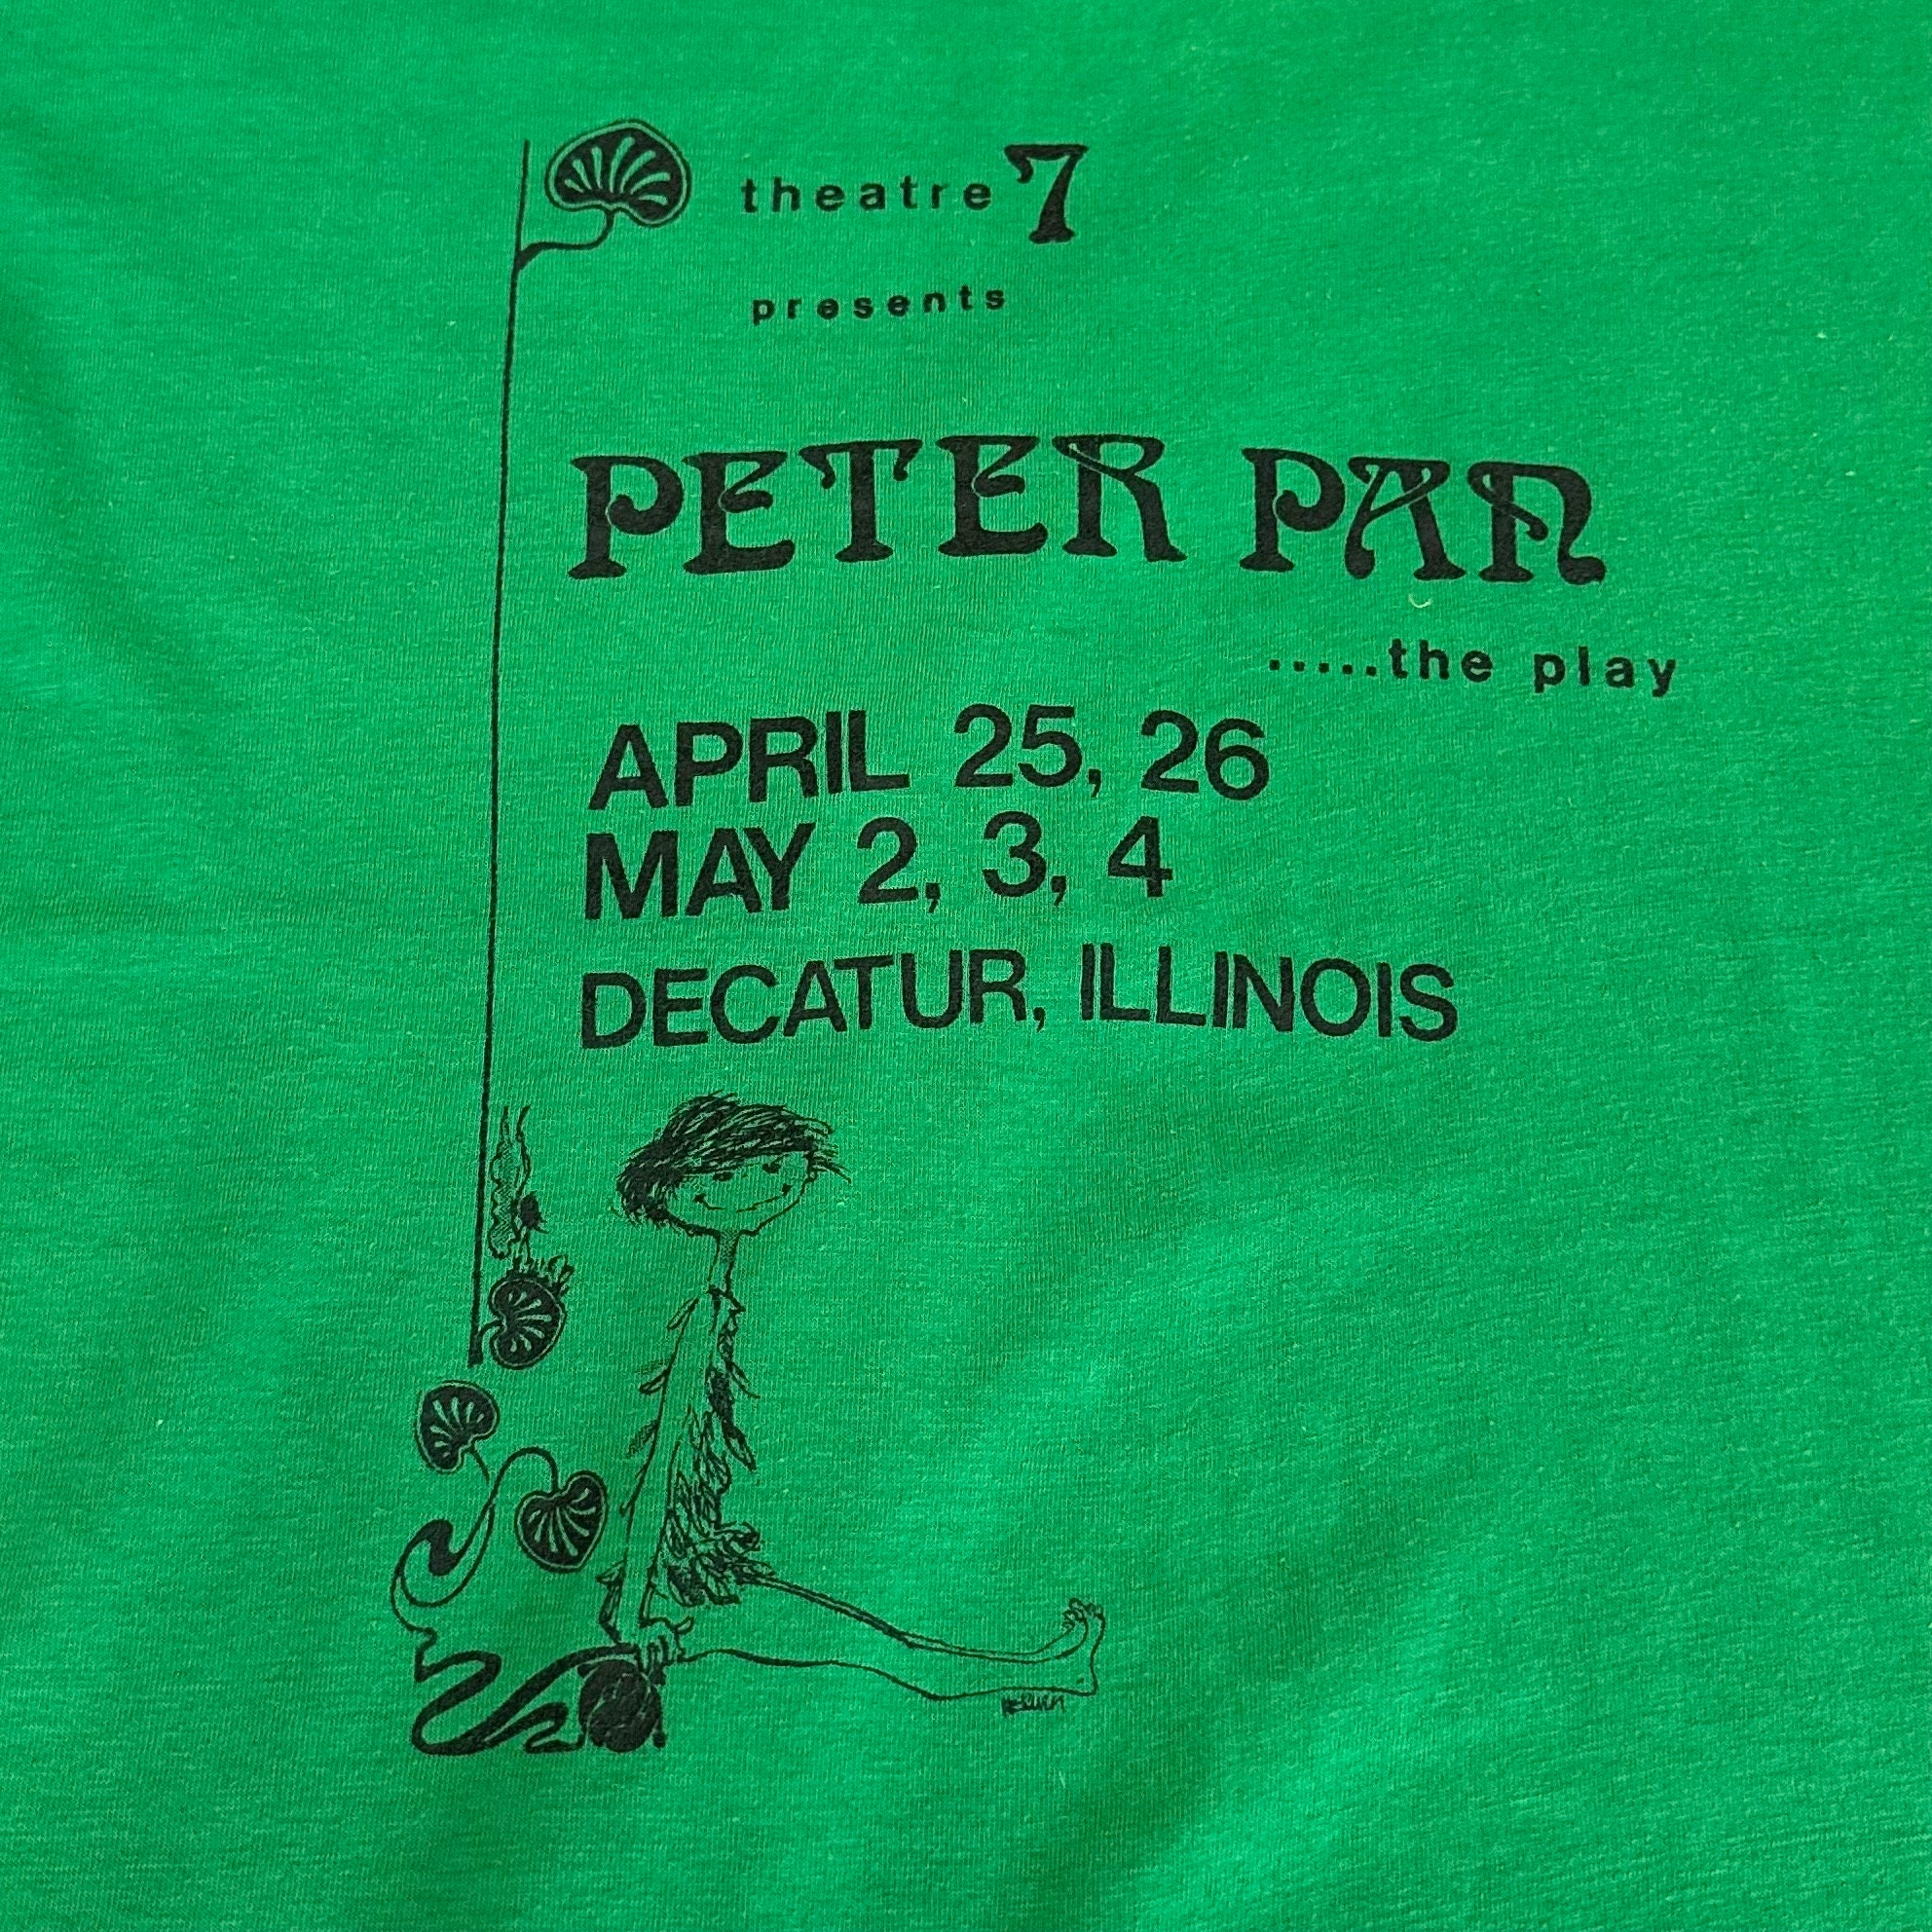 theatre 7
presents
PETER PAN
.....the play
APRIL 25, 26
MAY 2, 3, 4
DECATUR, ILLINOIS